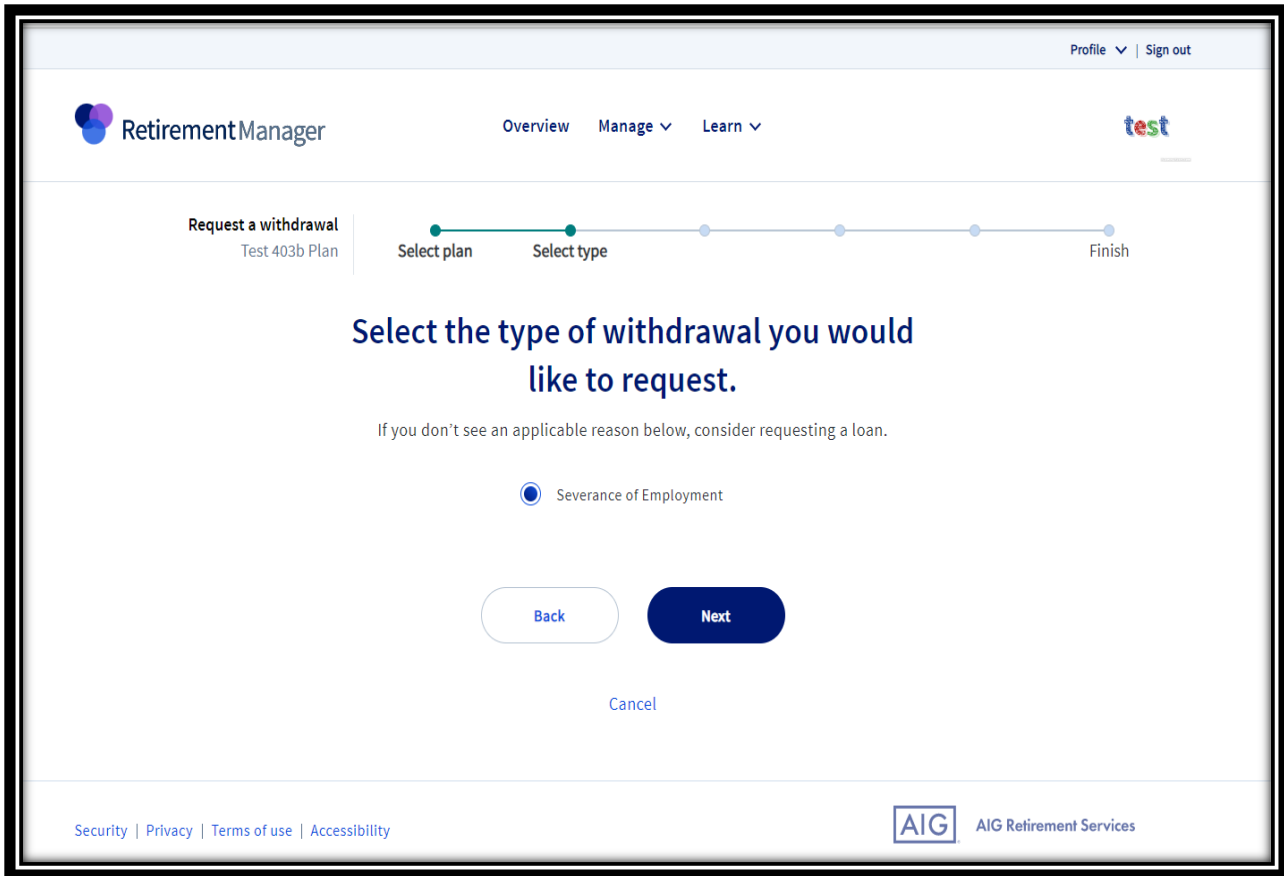 Profile | Sign out
RetirementManager
Overview Manage Learn
test
Request a withdrawal
Test 403b Plan
Select plan Select type Finish
Select the type of withdrawal you would
like to request.
If you don’t see an applicable reason below, consider requesting a loan.
Severance of Employment
Back Next
Cancel
Security | Privacy | Terms of use | Accessibility
AIG AIG Retirement Services